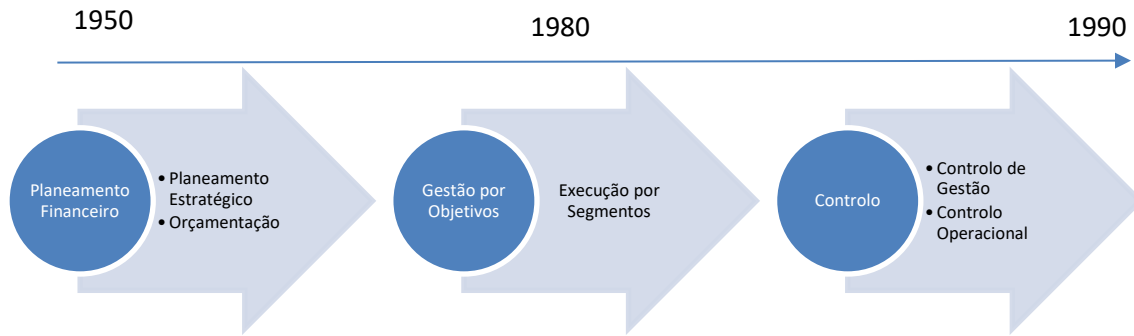 1950
1980
1990
Planeamento
Financeiro
• Planeamento
Estratégico
• Orçamentação
Gestão por
Objetivos
Execução por
Segmentos
Controlo
• Controlo de
Gestão
• Controlo
Operacional